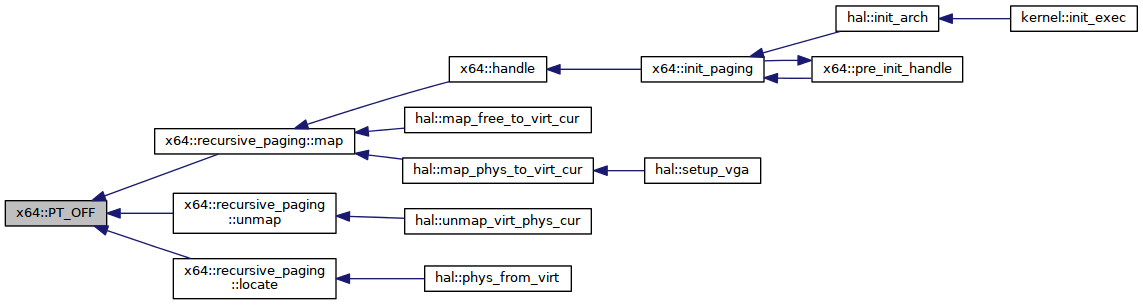 hal::init_arch
kernel::init_exec
x64::handle
x64::init_paging
x64::pre_init_handle
hal::map_free_to_virt_cur
x64::recursive_paging::map
hal::map_phys_to_virt_cur
hal::setup_vga
x64::PT_OFF
x64::recursive_paging
::unmap
hal::unmap_virt_phys_cur
x64::recursive_paging
::locate
hal::phys_from_virt